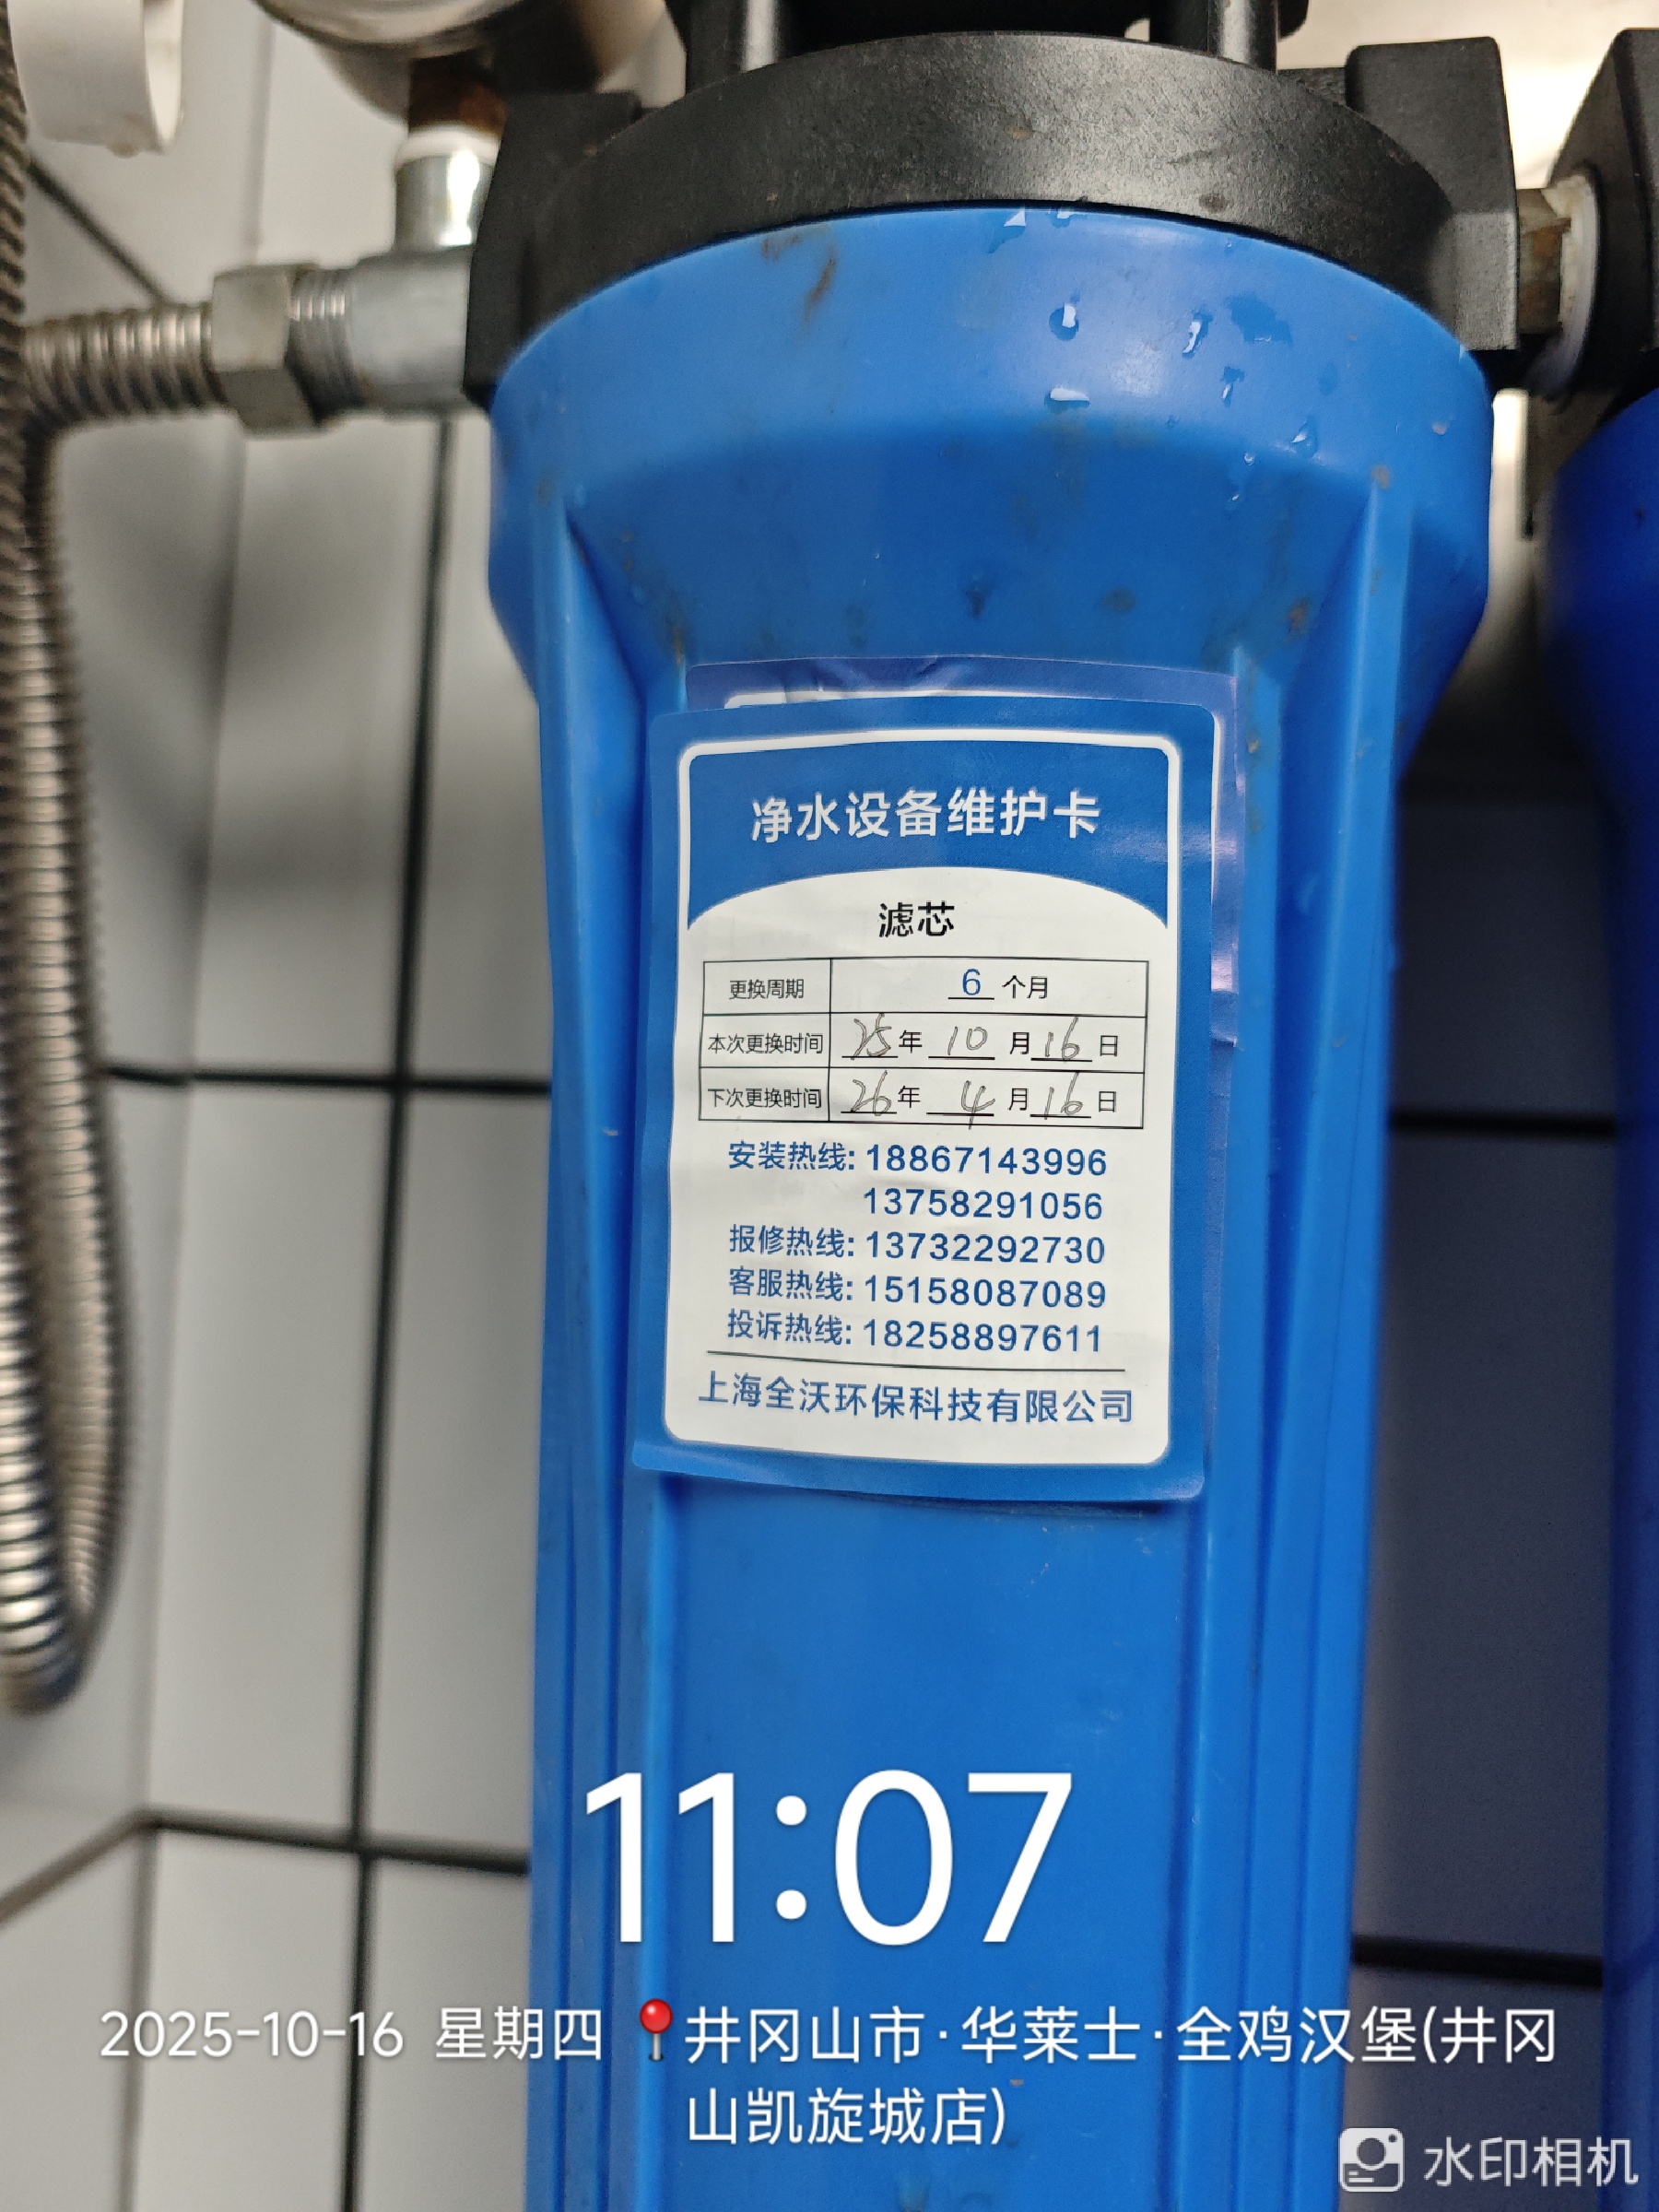 净水设备维护卡
滤芯
更换周期 6 个月
本次更换时间 25年 10 月 16 日
下次更换时间 26年 4 月 16 日
安装热线: 18867143996
13758291056
报修热线: 13732292730
客服热线: 15158087089
投诉热线: 18258897611
上海全沃环保科技有限公司
11:07
2025-10-16 星期四 📍井冈山市·华莱士·全鸡汉堡(井冈
山凯旋城店)
水印相机